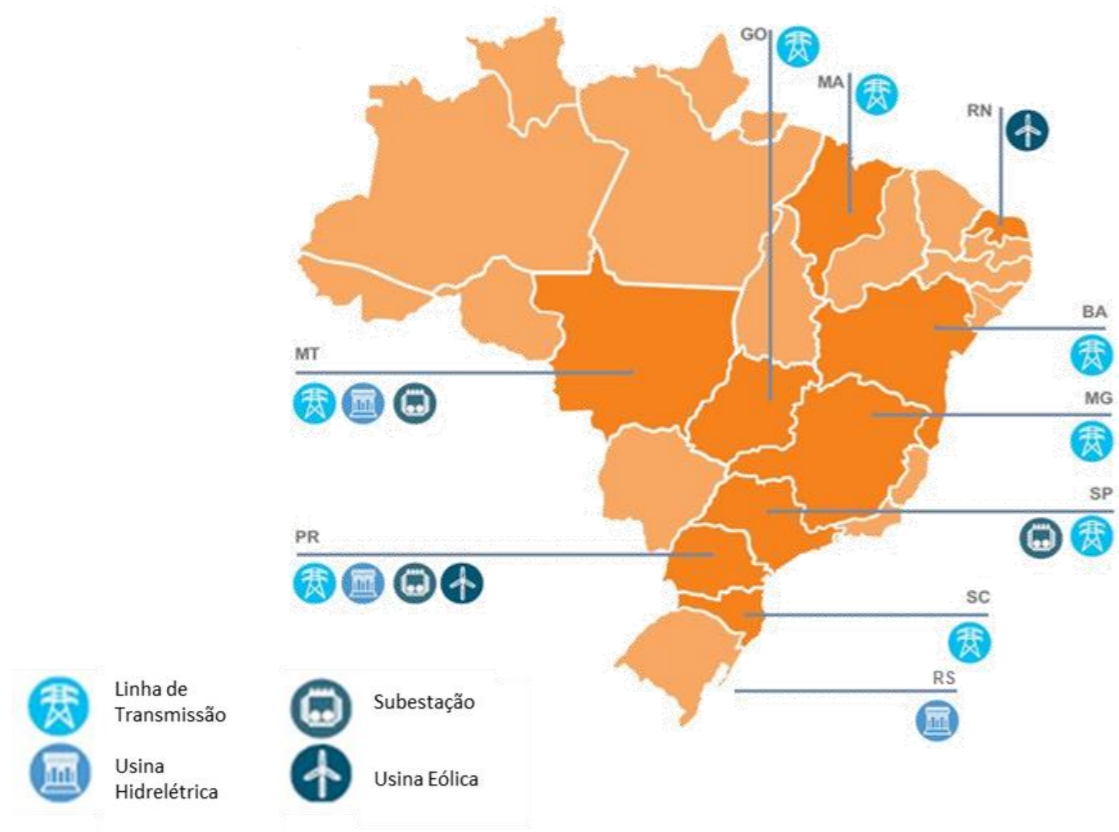 GO
MA
RN
BA
MT
MG
SP
PR
SC
RS
Linha de
Transmissão
Subestação
Usina
Hidrelétrica
Usina Eólica